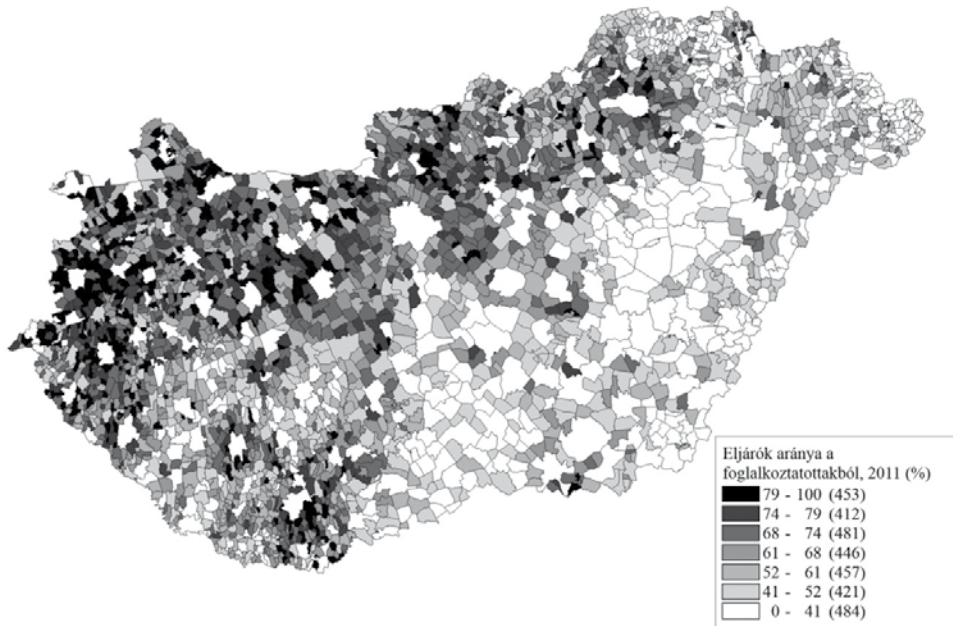 Eljárók aránya a
foglalkoztatottakból, 2011 (%)
79 - 100 (453)
74 - 79 (412)
68 - 74 (481)
61 - 68 (446)
52 - 61 (457)
41 - 52 (421)
0 - 41 (484)